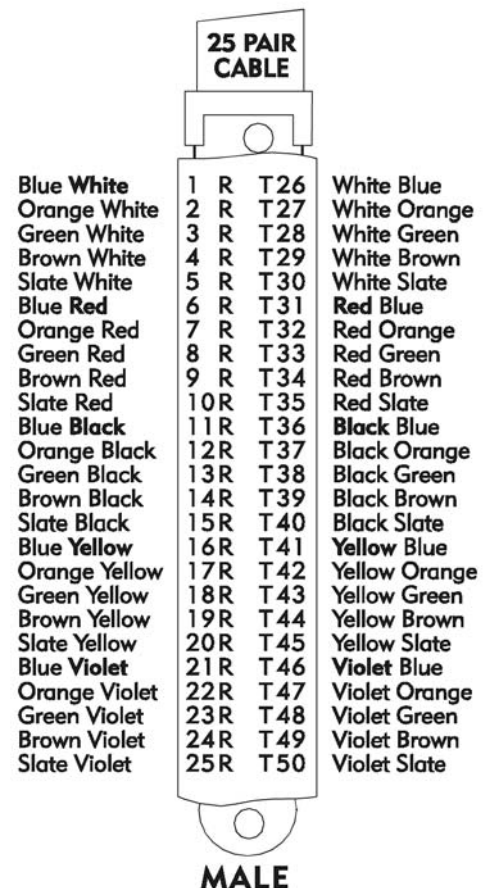 25 PAIR
CABLE
Blue White 1 R T26 White Blue
Orange White 2 R T27 White Orange
Green White 3 R T28 White Green
Brown White 4 R T29 White Brown
Slate White 5 R T30 White Slate
Blue Red 6 R T31 Red Blue
Orange Red 7 R T32 Red Orange
Green Red 8 R T33 Red Green
Brown Red 9 R T34 Red Brown
Slate Red 10R T35 Red Slate
Blue Black 11R T36 Black Blue
Orange Black 12R T37 Black Orange
Green Black 13R T38 Black Green
Brown Black 14R T39 Black Brown
Slate Black 15R T40 Black Slate
Blue Yellow 16R T41 Yellow Blue
Orange Yellow 17R T42 Yellow Orange
Green Yellow 18R T43 Yellow Green
Brown Yellow 19R T44 Yellow Brown
Slate Yellow 20R T45 Yellow Slate
Blue Violet 21R T46 Violet Blue
Orange Violet 22R T47 Violet Orange
Green Violet 23R T48 Violet Green
Brown Violet 24R T49 Violet Brown
Slate Violet 25R T50 Violet Slate
MALE